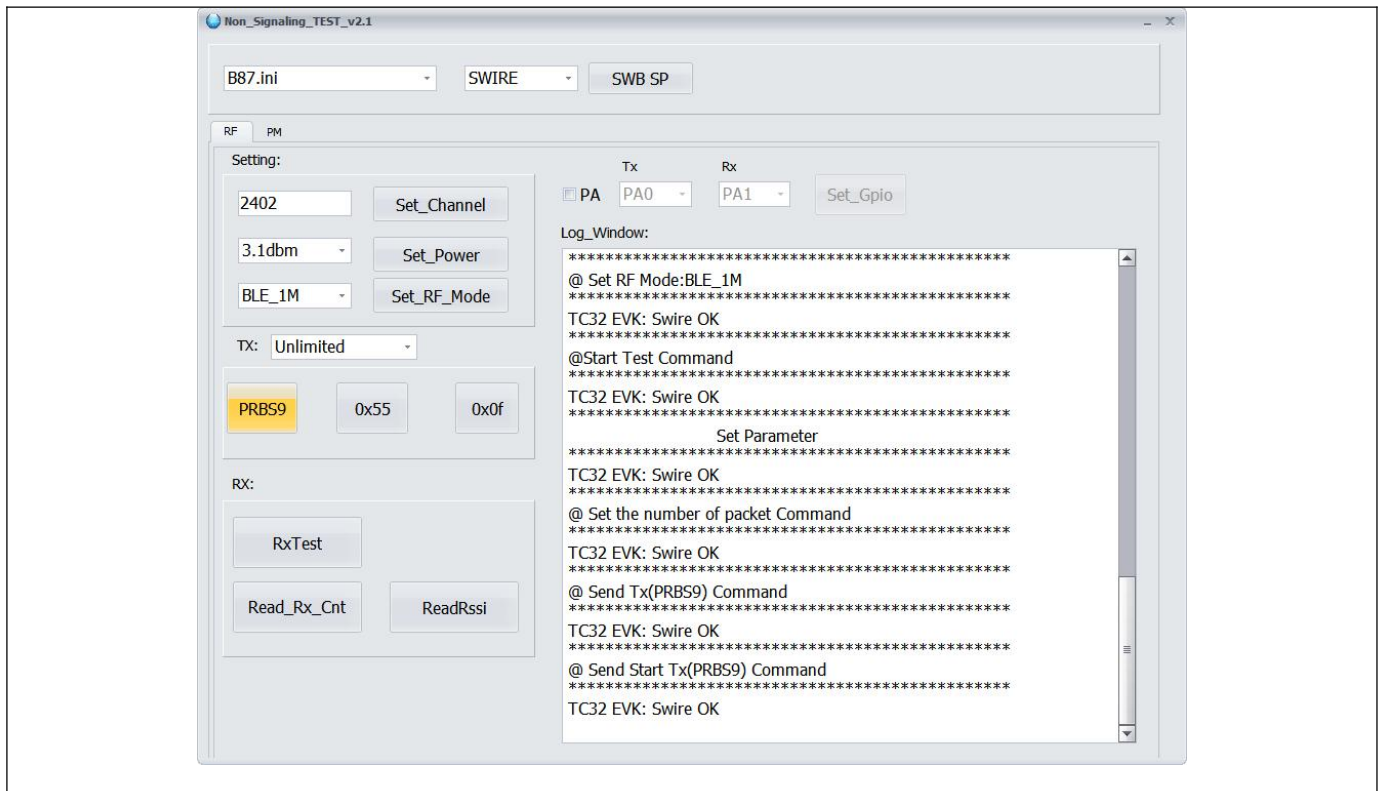 Non_Signaling_TEST_v2.1
B87.ini SWIRE SWB SP
RF PM
Setting:
2402 Set_Channel
3.1dbm Set_Power
BLE_1M Set_RF_Mode
TX: Unlimited
PRBS9 0x55 0x0f
RX:
RxTest
Read_Rx_Cnt ReadRssi
Tx Rx
PA PA0 PA1 Set_Gpio
Log_Window:
************************************************
@ Set RF Mode:BLE_1M
************************************************
TC32 EVK: Swire OK
************************************************
@Start Test Command
************************************************
TC32 EVK: Swire OK
************************************************
Set Parameter
************************************************
TC32 EVK: Swire OK
************************************************
@ Set the number of packet Command
************************************************
TC32 EVK: Swire OK
************************************************
@ Send Tx(PRBS9) Command
************************************************
TC32 EVK: Swire OK
************************************************
@ Send Start Tx(PRBS9) Command
************************************************
TC32 EVK: Swire OK